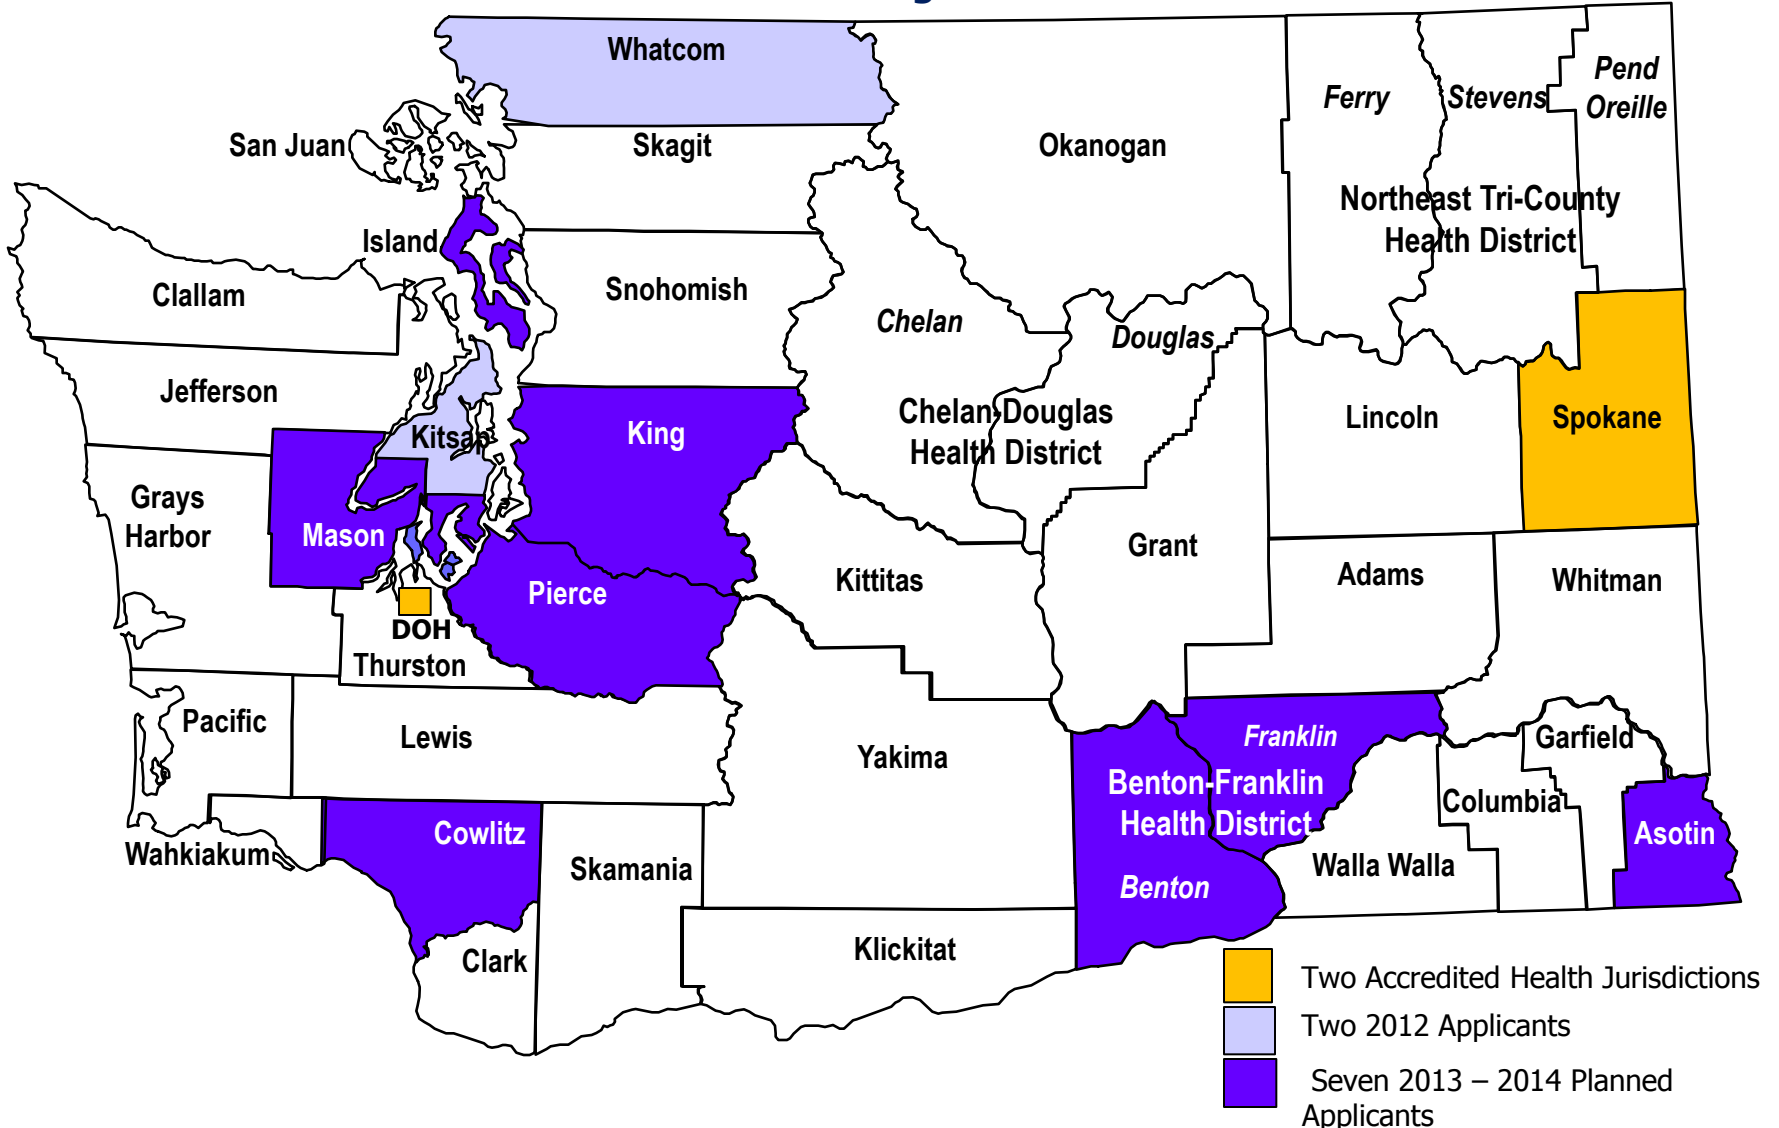 Whatcom
San Juan
Skagit
Okanogan
Ferry
Stevens
Pend
Oreille
Northeast Tri-County
Health District
Island
Clallam
Snohomish
Chelan
Douglas
Jefferson
Kitsap
King
Chelan-Douglas
Health District
Lincoln
Spokane
Grays
Harbor
Mason
Grant
Adams
Whitman
Kittitas
Pierce
DOH
Thurston
Pacific
Lewis
Yakima
Franklin
Benton-Franklin
Health District
Garfield
Columbia
Asotin
Cowlitz
Wahkiakum
Skamania
Walla Walla
Benton
Clark
Klickitat
Two Accredited Health Jurisdictions
Two 2012 Applicants
Seven 2013 – 2014 Planned
Applicants